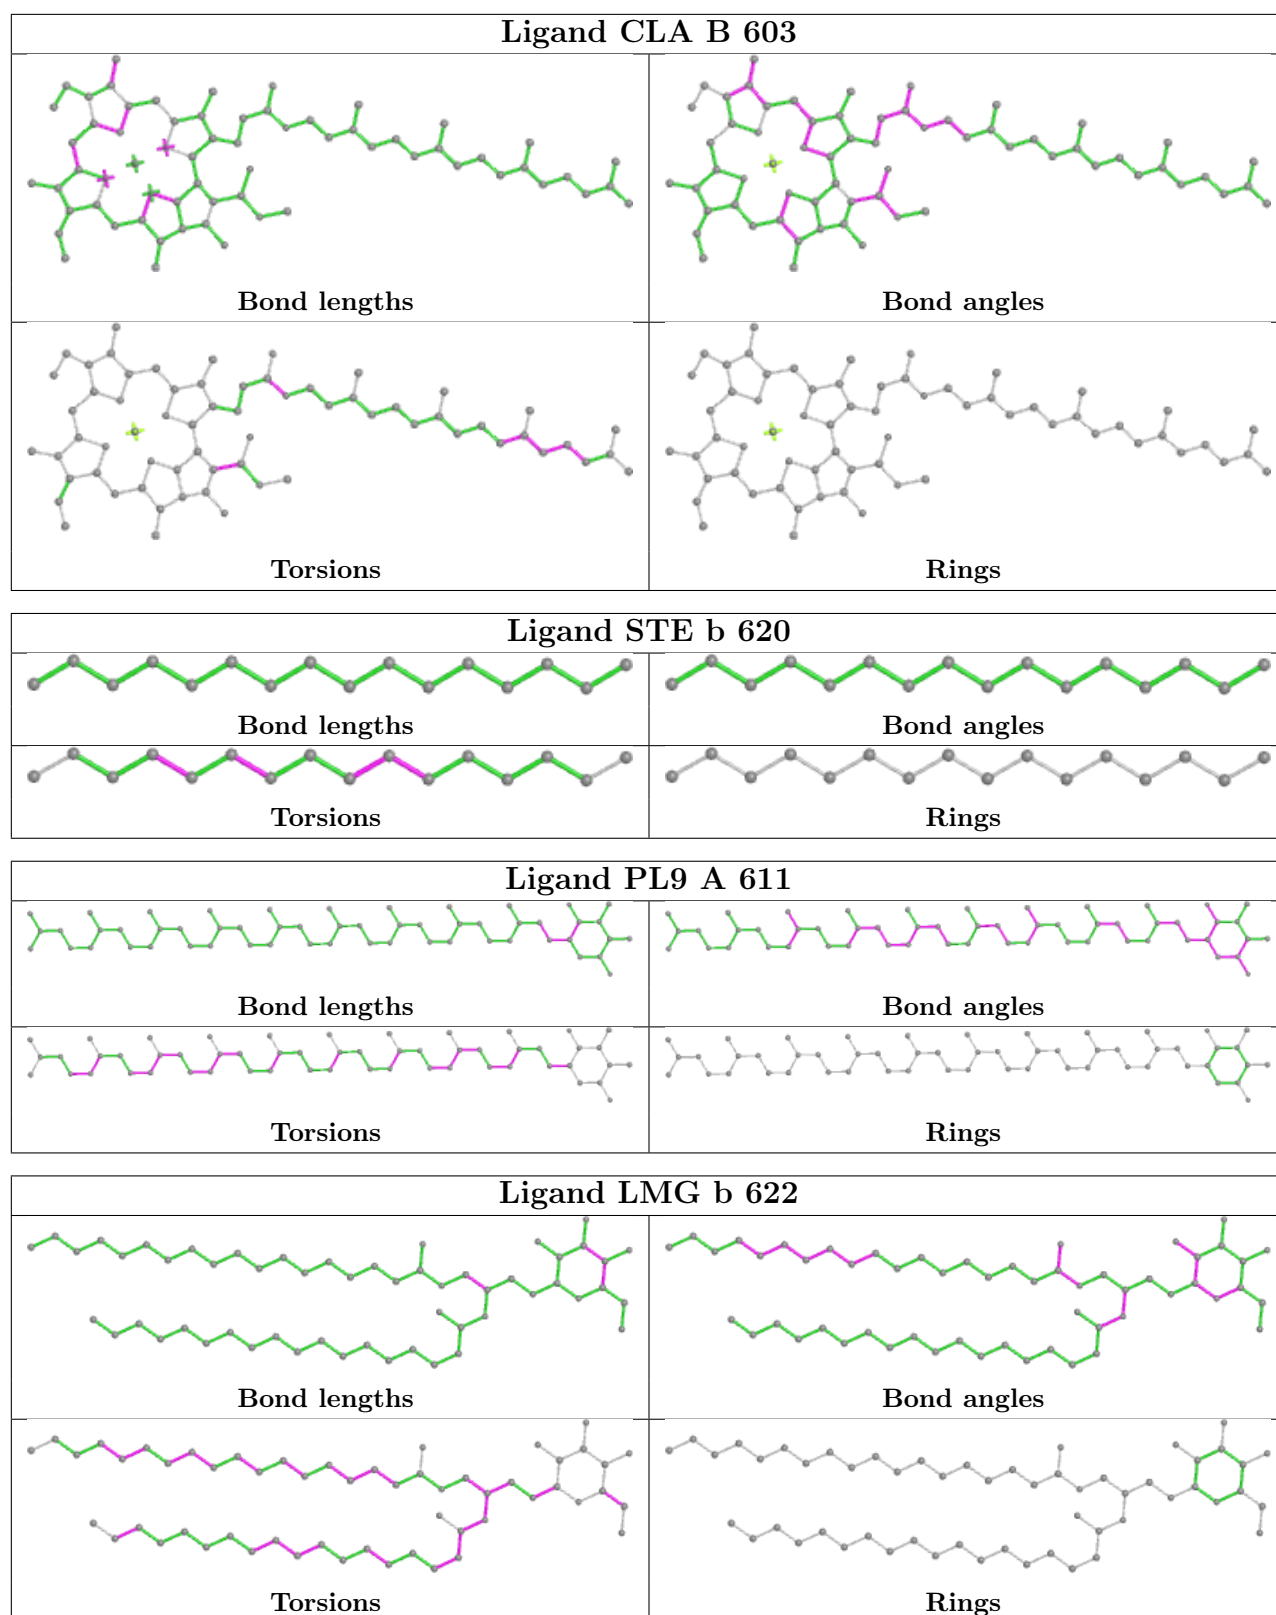 Ligand CLA B 603
Bond lengths
Bond angles
Torsions
Rings
Ligand STE b 620
Bond lengths
Bond angles
Torsions
Rings
Ligand PL9 A 611
Bond lengths
Bond angles
Torsions
Rings
Ligand LMG b 622
Bond lengths
Bond angles
Torsions
Rings